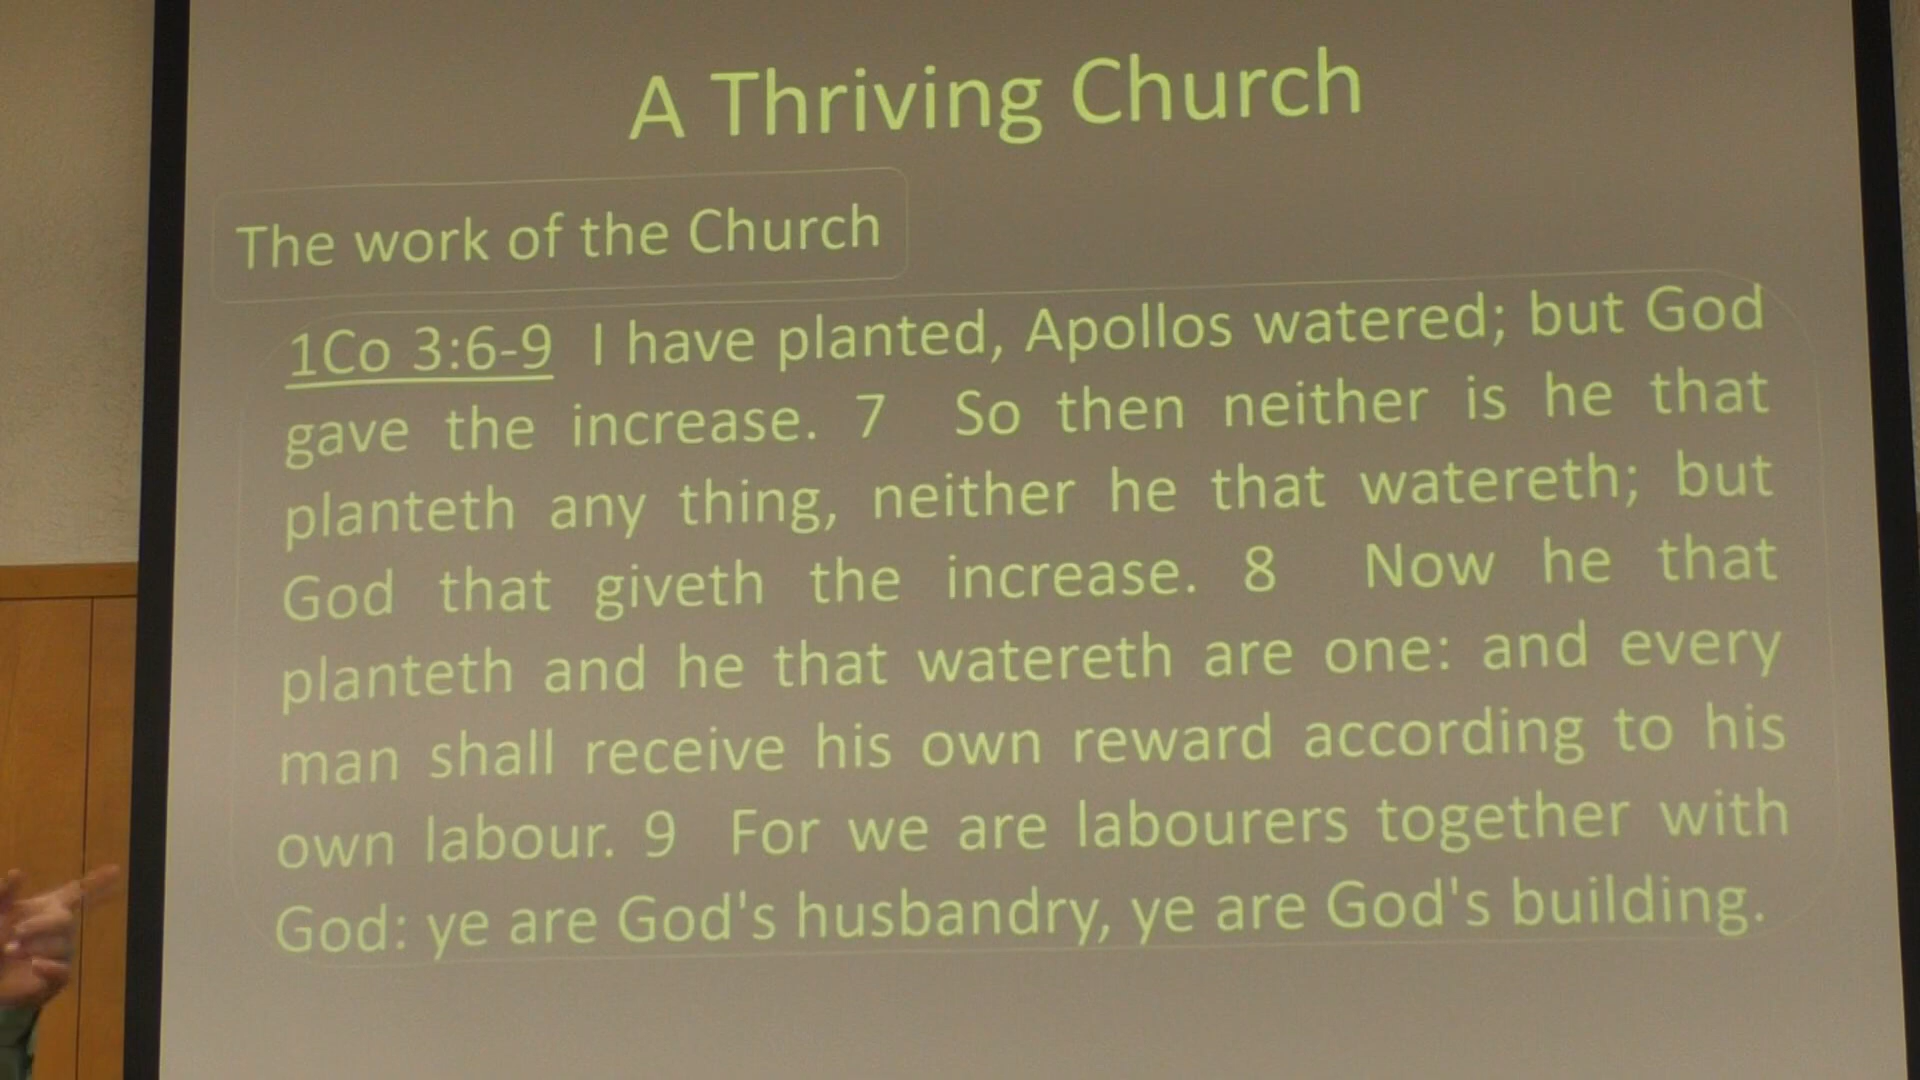 A Thriving Church
The work of the Church
1Co 3:6-9 I have planted, Apollos watered; but God
gave the increase. 7 So then neither is he that
planteth any thing, neither he that watereth; but
God that giveth the increase. 8 Now he that
planteth and he that watereth are one: and every
man shall receive his own reward according to his
own labour. 9 For we are labourers together with
God: ye are God's husbandry, ye are God's building.